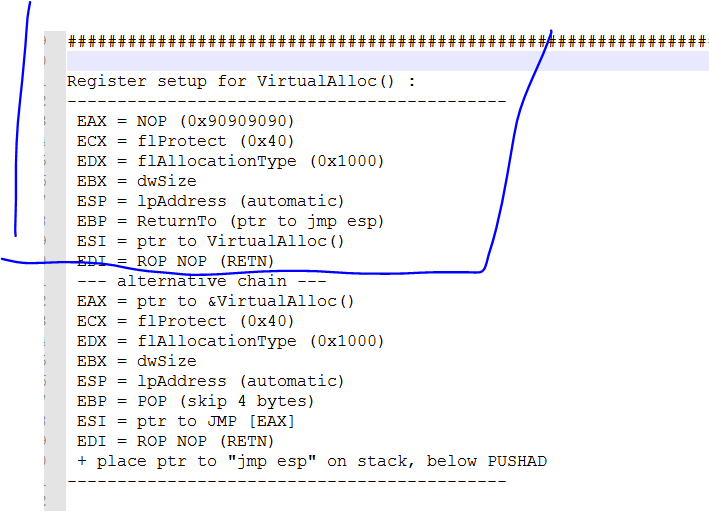 ################################################################
Register setup for VirtualAlloc() :
--------------------------------------------
EAX = NOP (0x90909090)
ECX = flProtect (0x40)
EDX = flAllocationType (0x1000)
EBX = dwSize
ESP = lpAddress (automatic)
EBP = ReturnTo (ptr to jmp esp)
ESI = ptr to VirtualAlloc()
EDI = ROP NOP (RETN)
--- alternative chain ---
EAX = ptr to &VirtualAlloc()
ECX = flProtect (0x40)
EDX = flAllocationType (0x1000)
EBX = dwSize
ESP = lpAddress (automatic)
EBP = POP (skip 4 bytes)
ESI = ptr to JMP [EAX]
EDI = ROP NOP (RETN)
+ place ptr to "jmp esp" on stack, below PUSHAD
--------------------------------------------